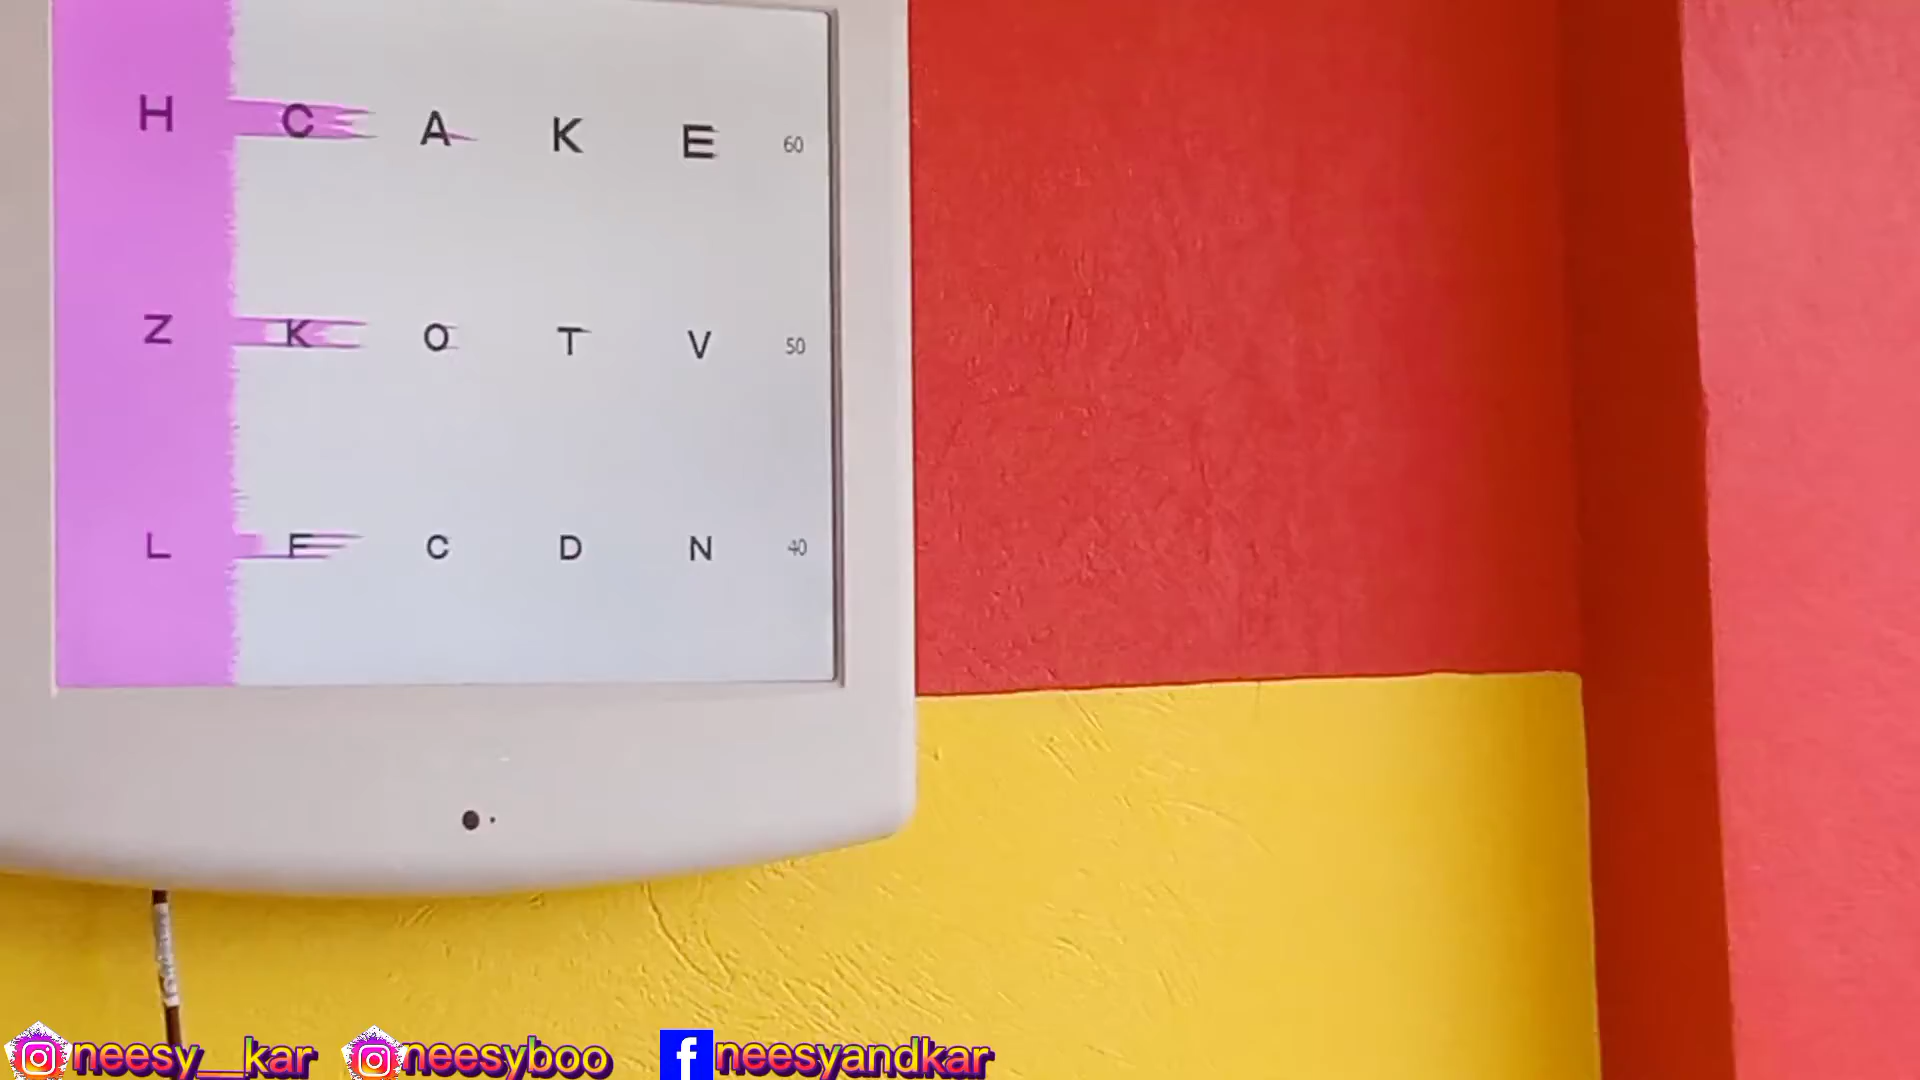 H C A K E 60
Z K O T V 50
L F C D N 40
neesy__kar neesyboo neesyandkar